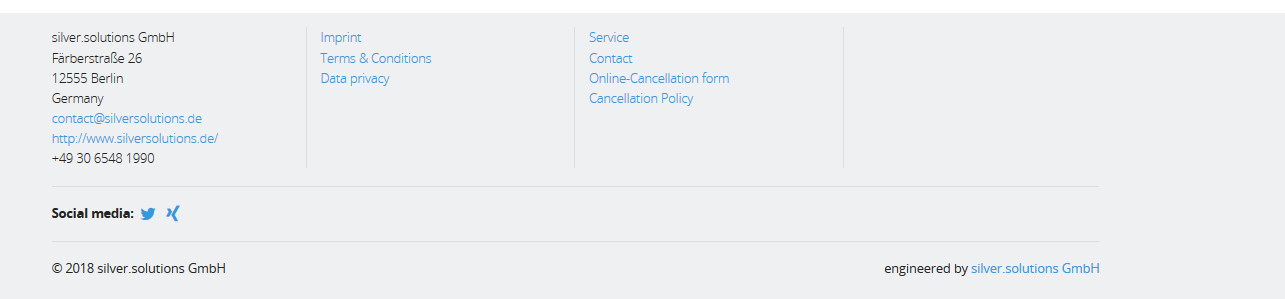 silver.solutions GmbH
Färberstraße 26
12555 Berlin
Germany
contact@silversolutions.de
http://www.silversolutions.de/
+49 30 6548 1990
Imprint
Terms & Conditions
Data privacy
Service
Contact
Online-Cancellation form
Cancellation Policy
Social media:
© 2018 silver.solutions GmbH
engineered by silver.solutions GmbH